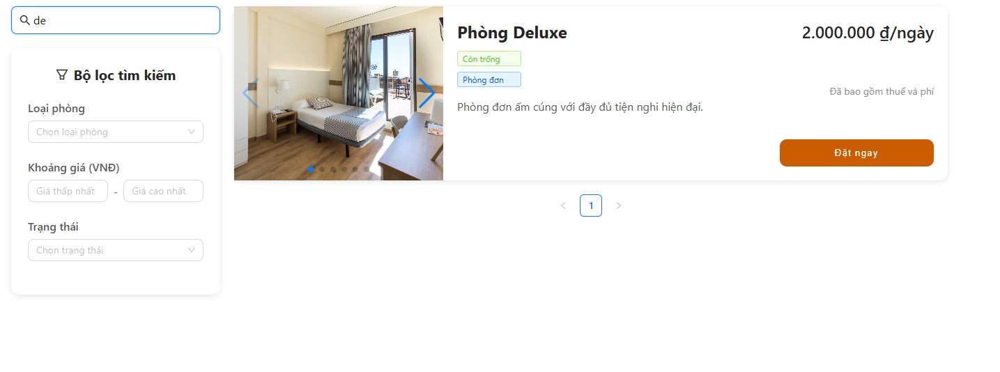 de
Bộ lọc tìm kiếm
Loại phòng
Chọn loại phòng
Khoảng giá (VNĐ)
Giá thấp nhất - Giá cao nhất
Trạng thái
Chọn trạng thái
Phòng Deluxe
2.000.000 ₫/ngày
Còn trống
Phòng đơn
Đã bao gồm thuế và phí
Phòng đơn ấm cúng với đầy đủ tiện nghi hiện đại.
Đặt ngay
1